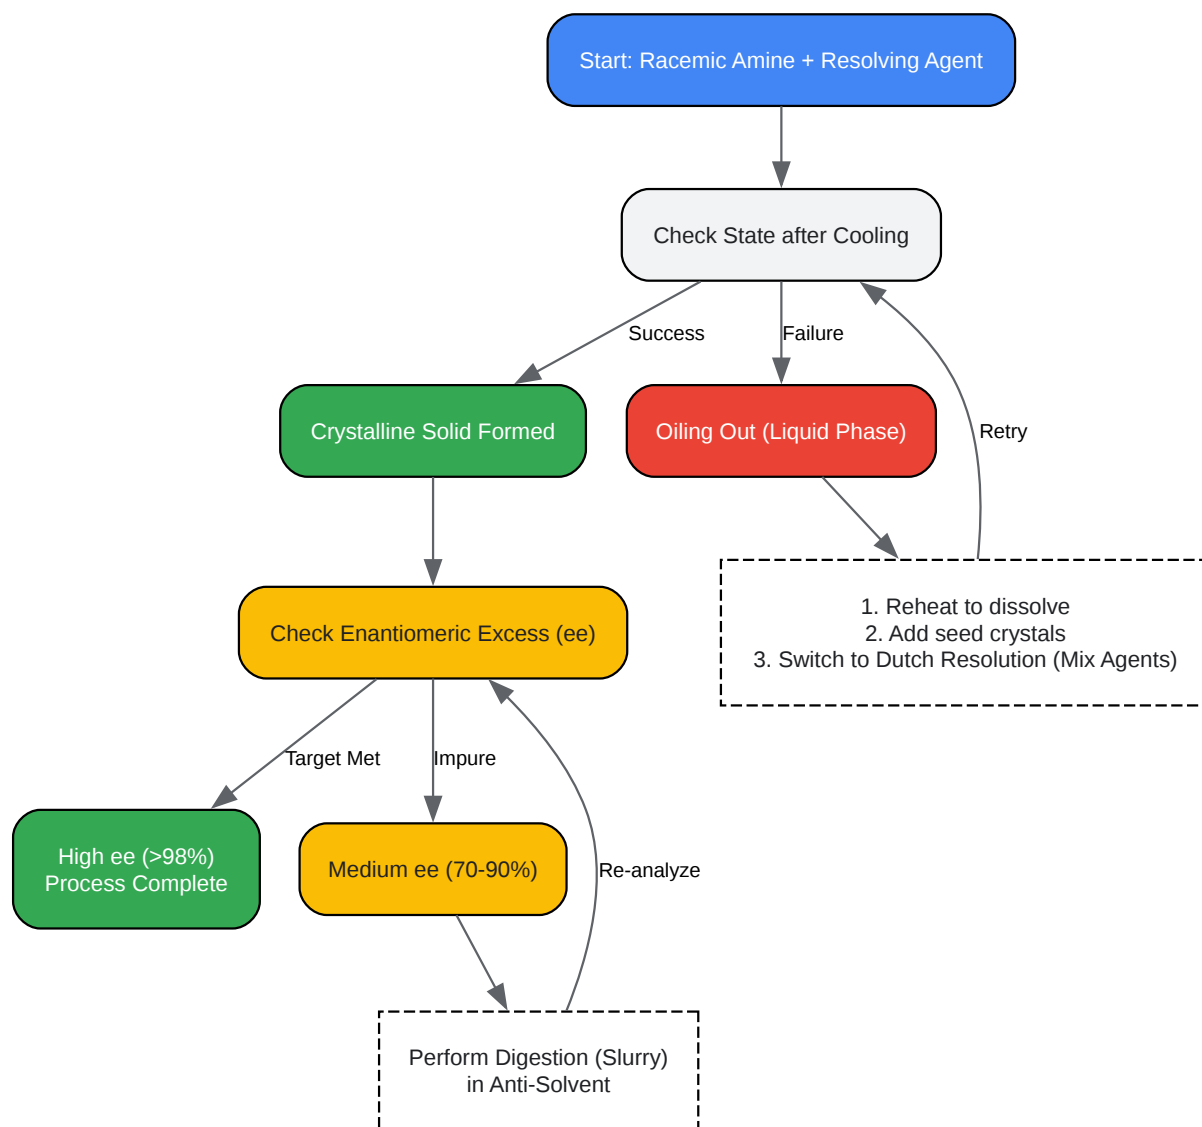 Start: Racemic Amine + Resolving Agent
Check State after Cooling
Success
Failure
Crystalline Solid Formed
Oiling Out (Liquid Phase)
Retry
1. Reheat to dissolve
2. Add seed crystals
3. Switch to Dutch Resolution (Mix Agents)
Check Enantiomeric Excess (ee)
Target Met
Impure
High ee (>98%)
Process Complete
Medium ee (70-90%)
Re-analyze
Perform Digestion (Slurry)
in Anti-Solvent